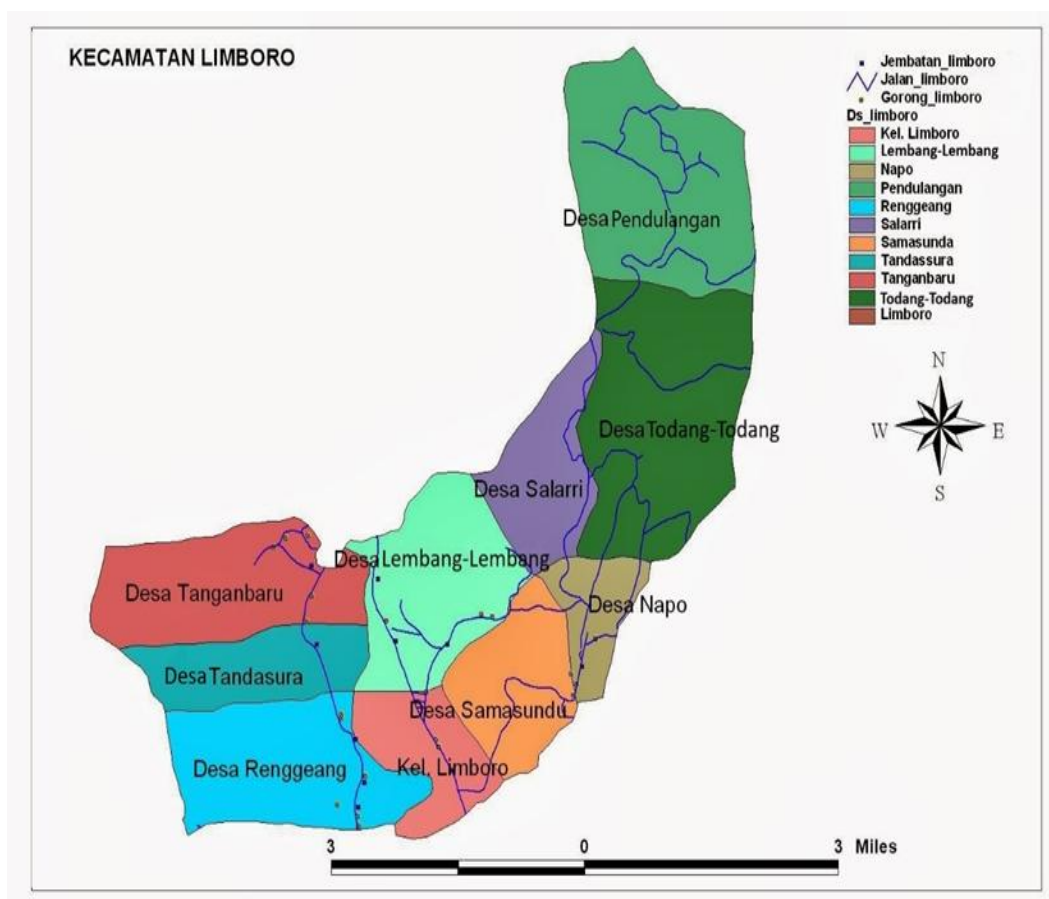 KECAMATAN LIMBORO
Jembatan_limboro
Jalan_limboro
Gorong_limboro
Ds_limboro
Kel. Limboro
Lembang-Lembang
Napo
Pendulangan
Renggeang
Salarri
Samasunda
Tandassura
Tanganbaru
Todang-Todang
Limboro
Desa Pendulangan
N
W
E
S
Desa Todang-Todang
Desa Salarri
Desa Lembang-Lembang
Desa Tanganbaru
Desa Napo
Desa Tandasura
Desa Samasundu
Desa Renggeang
Kel. Limboro
3 0 3 Miles